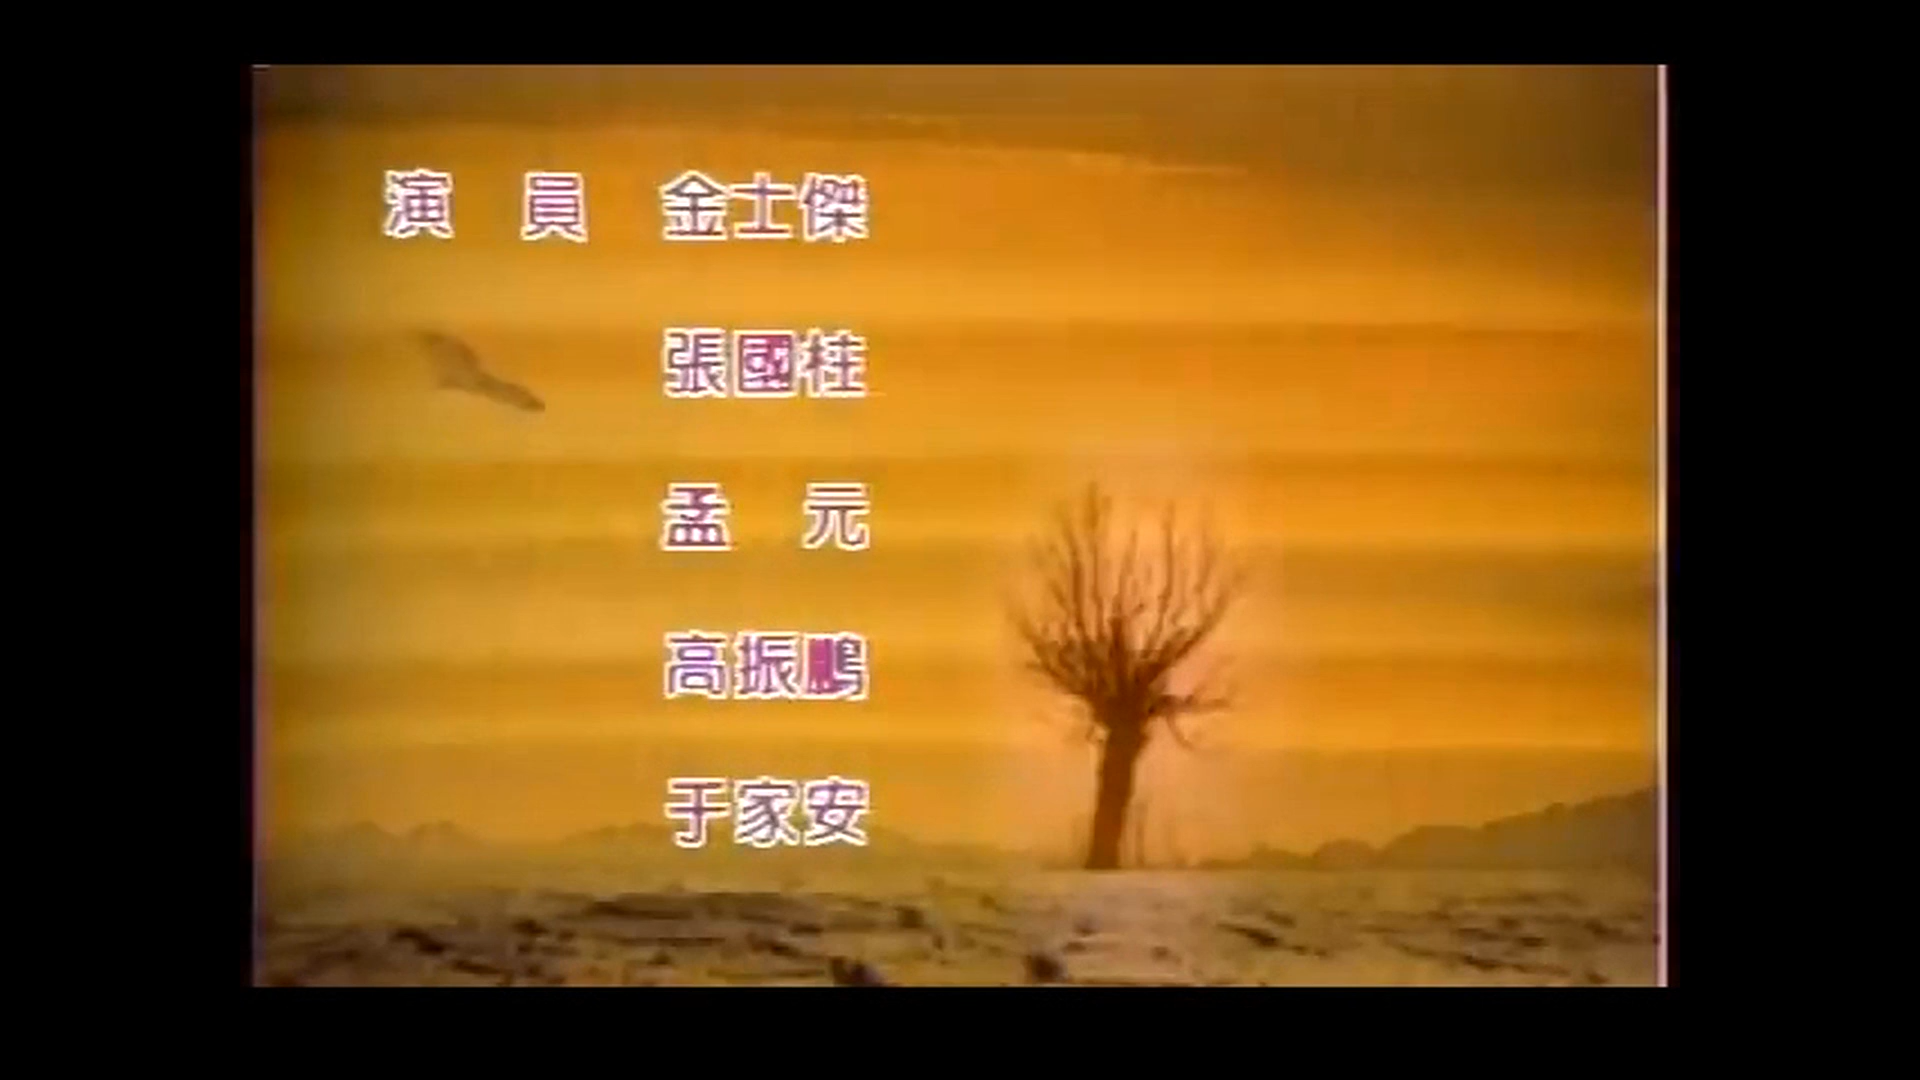 演　員　金士傑
張國柱
孟　元
高振鵬
于家安